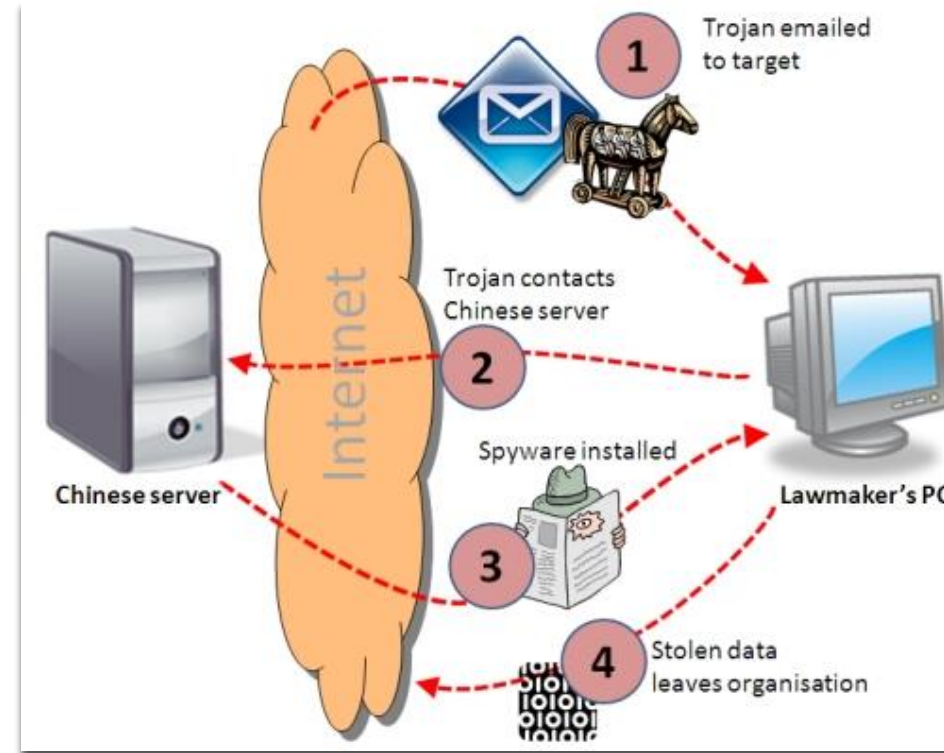 1
Trojan emailed
to target
Internet
Trojan contacts
Chinese server
2
Chinese server
Lawmaker's PC
Spyware installed
3
4
Stolen data
leaves organisation